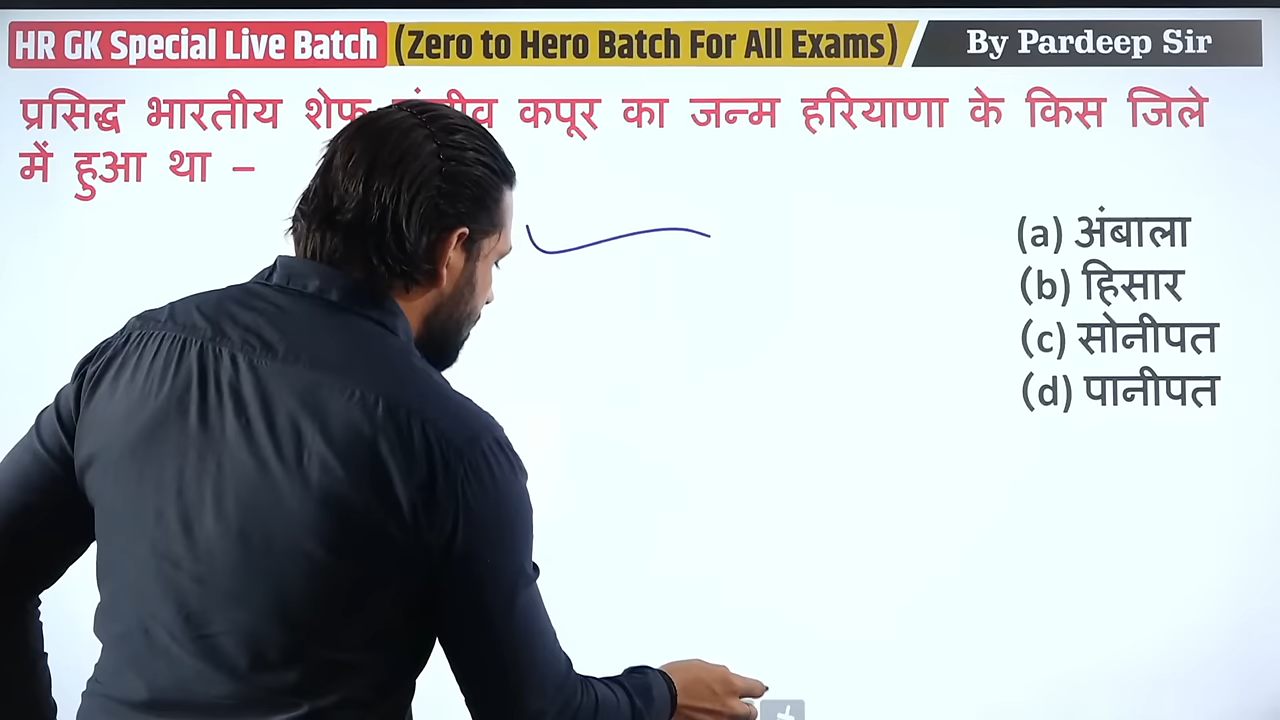 HR GK Special Live Batch (Zero to Hero Batch For All Exams) By Pardeep Sir
प्रसिद्ध भारतीय शेफ कपूर का जन्म हरियाणा के किस जिले
में हुआ था –
(a) अंबाला
(b) हिसार
(c) सोनीपत
(d) पानीपत